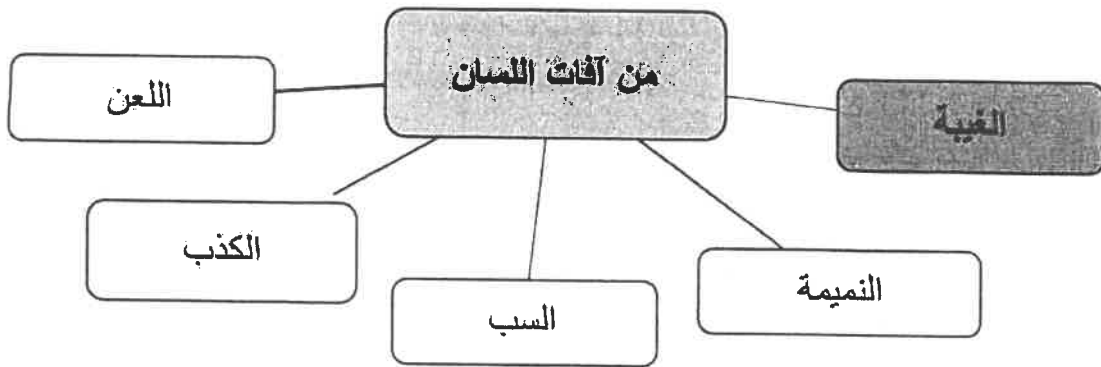 من آفات اللسان
الغيبة
النميمة
السب
الكذب
اللعن